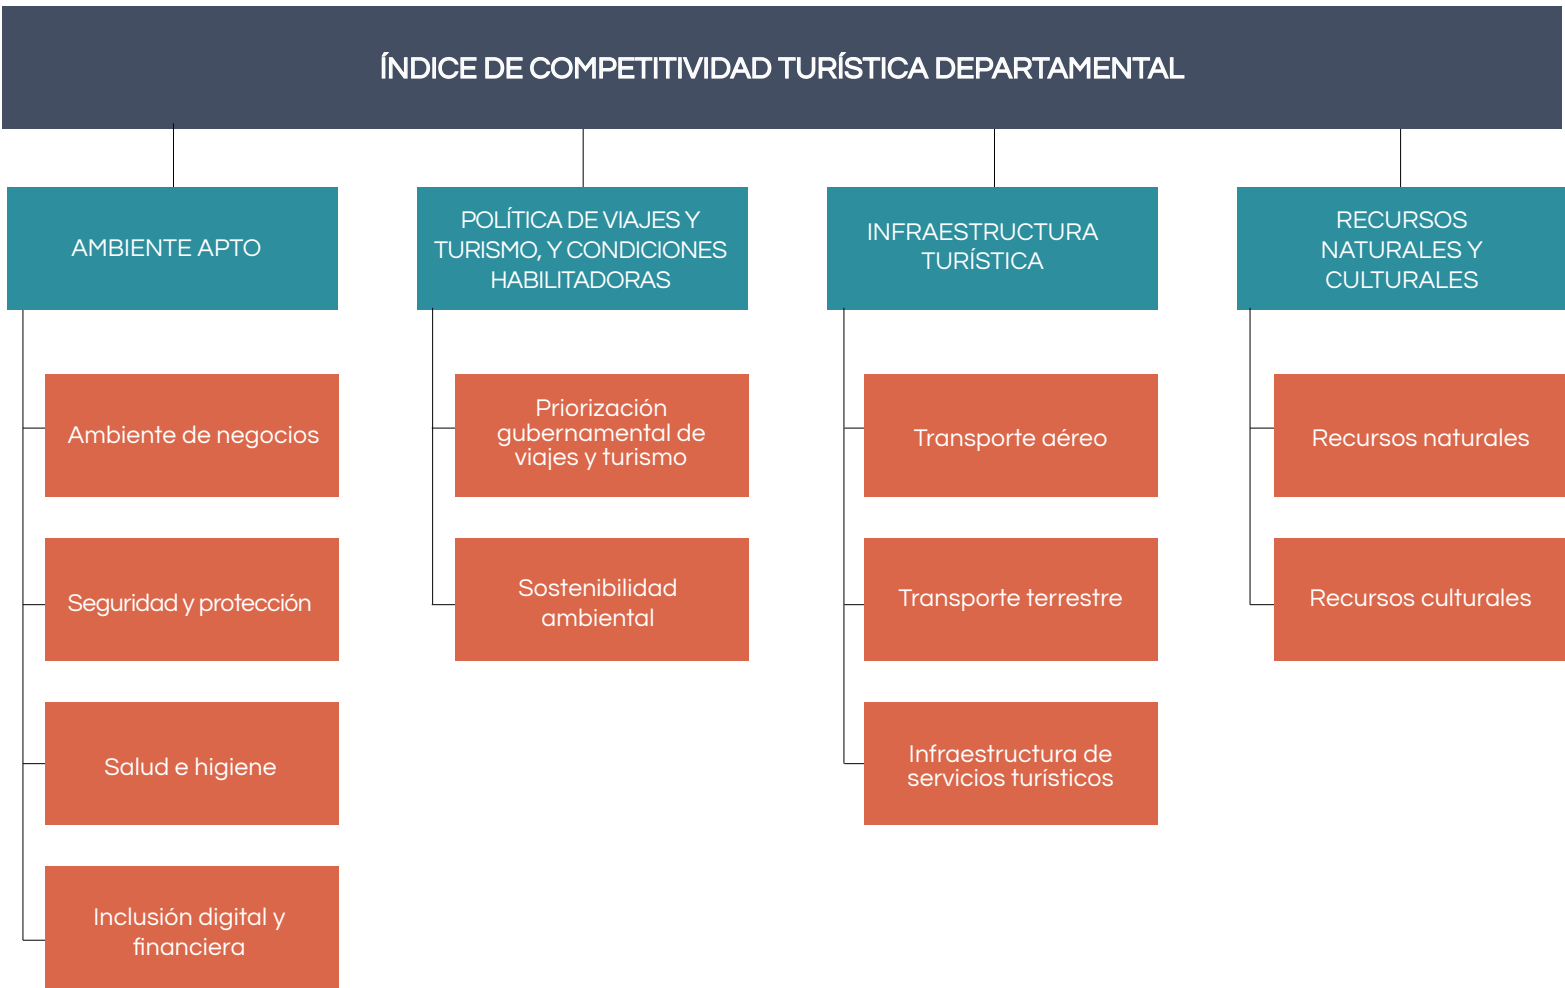 ÍNDICE DE COMPETITIVIDAD TURÍSTICA DEPARTAMENTAL
AMBIENTE APTO
Ambiente de negocios
Seguridad y protección
Salud e higiene
Inclusión digital y
financiera
POLÍTICA DE VIAJES Y
TURISMO, Y CONDICIONES
HABILITADORAS
Priorización
gubernamental de
viajes y turismo
Sostenibilidad
ambiental
INFRAESTRUCTURA
TURÍSTICA
Transporte aéreo
Transporte terrestre
Infraestructura de
servicios turísticos
RECURSOS
NATURALES Y
CULTURALES
Recursos naturales
Recursos culturales